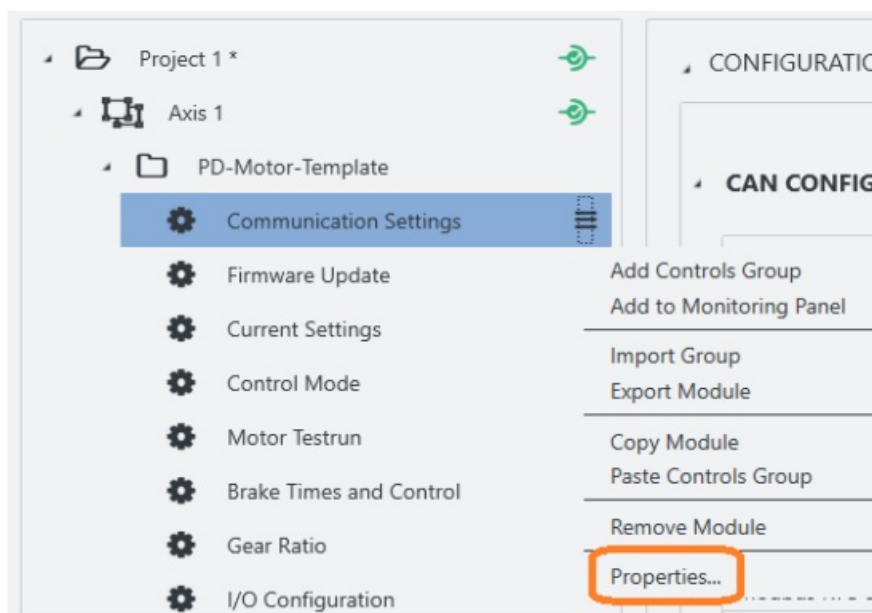 Project 1 *
Axis 1
PD-Motor-Template
Communication Settings
Firmware Update
Current Settings
Control Mode
Motor Testrun
Brake Times and Control
Gear Ratio
I/O Configuration
CAN CONFIG
Add Controls Group
Add to Monitoring Panel
Import Group
Export Module
Copy Module
Paste Controls Group
Remove Module
Properties...